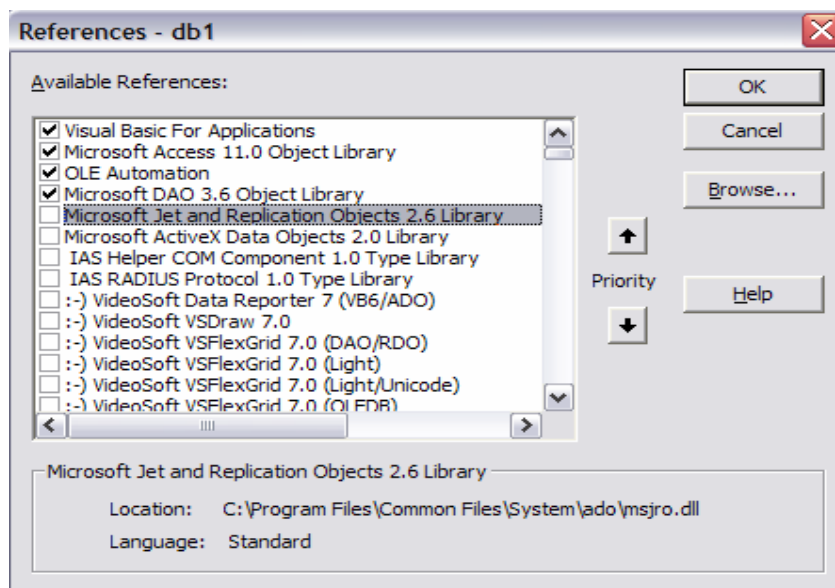 References - db1
Available References:
OK
Cancel
Browse...
Priority
Help
Visual Basic For Applications
Microsoft Access 11.0 Object Library
OLE Automation
Microsoft DAO 3.6 Object Library
Microsoft Jet and Replication Objects 2.6 Library
Microsoft ActiveX Data Objects 2.0 Library
IAS Helper COM Component 1.0 Type Library
IAS RADIUS Protocol 1.0 Type Library
:-) VideoSoft Data Reporter 7 (VB6/ADO)
:-) VideoSoft VSDraw 7.0
:-) VideoSoft VSFlexGrid 7.0 (DAO/RDO)
:-) VideoSoft VSFlexGrid 7.0 (Light)
:-) VideoSoft VSFlexGrid 7.0 (Light/Unicode)
:-) VideoSoft VSFlexGrid 7.0 (OLEDB)
Microsoft Jet and Replication Objects 2.6 Library
Location: C:\Program Files\Common Files\System\ado\msjro.dll
Language: Standard